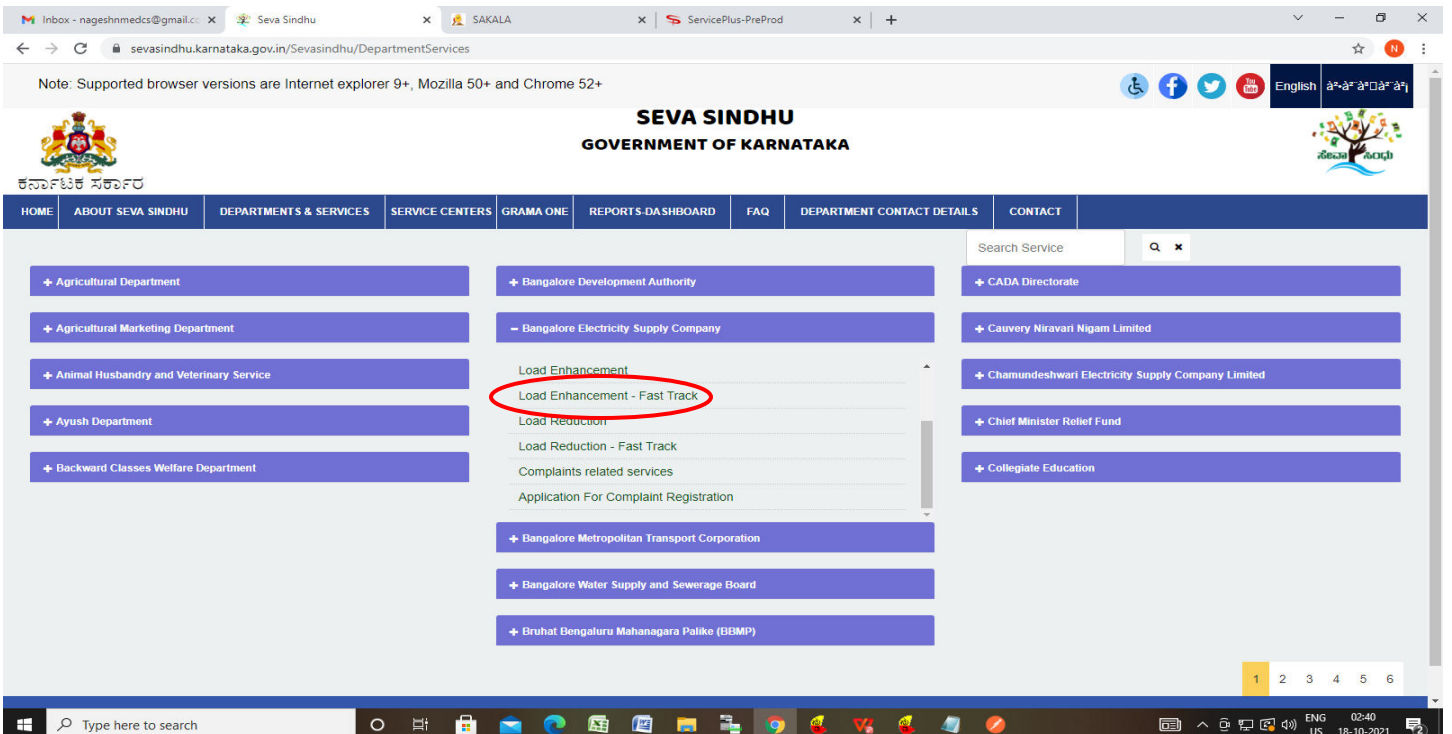 Inbox - nageshnmedcs@gmail.cc
Seva Sindhu
SAKALA
ServicePlus-PreProd
sevasindhu.karnataka.gov.in/Sevasindhu/DepartmentServices
N
Note: Supported browser versions are Internet explorer 9+, Mozilla 50+ and Chrome 52+
You Tube
English
SEVA SINDHU
GOVERNMENT OF KARNATAKA
ಕರ್ನಾಟಕ ಸರ್ಕಾರ
ಸೇವಾ ಸಿಂಧು
HOME ABOUT SEVA SINDHU DEPARTMENTS & SERVICES SERVICE CENTERS GRAMA ONE REPORTS-DASHBOARD FAQ DEPARTMENT CONTACT DETAILS CONTACT
Search Service
+ Agricultural Department
+ Agricultural Marketing Department
+ Animal Husbandry and Veterinary Service
+ Ayush Department
+ Backward Classes Welfare Department
+ Bangalore Development Authority
– Bangalore Electricity Supply Company
Load Enhancement
Load Enhancement - Fast Track
Load Reduction
Load Reduction - Fast Track
Complaints related services
Application For Complaint Registration
+ Bangalore Metropolitan Transport Corporation
+ Bangalore Water Supply and Sewerage Board
+ Bruhat Bengaluru Mahanagara Palike (BBMP)
+ CADA Directorate
+ Cauvery Niravari Nigam Limited
+ Chamundeshwari Electricity Supply Company Limited
+ Chief Minister Relief Fund
+ Collegiate Education
1 2 3 4 5 6
Type here to search
ENG
US
02:40
18-10-2021
2